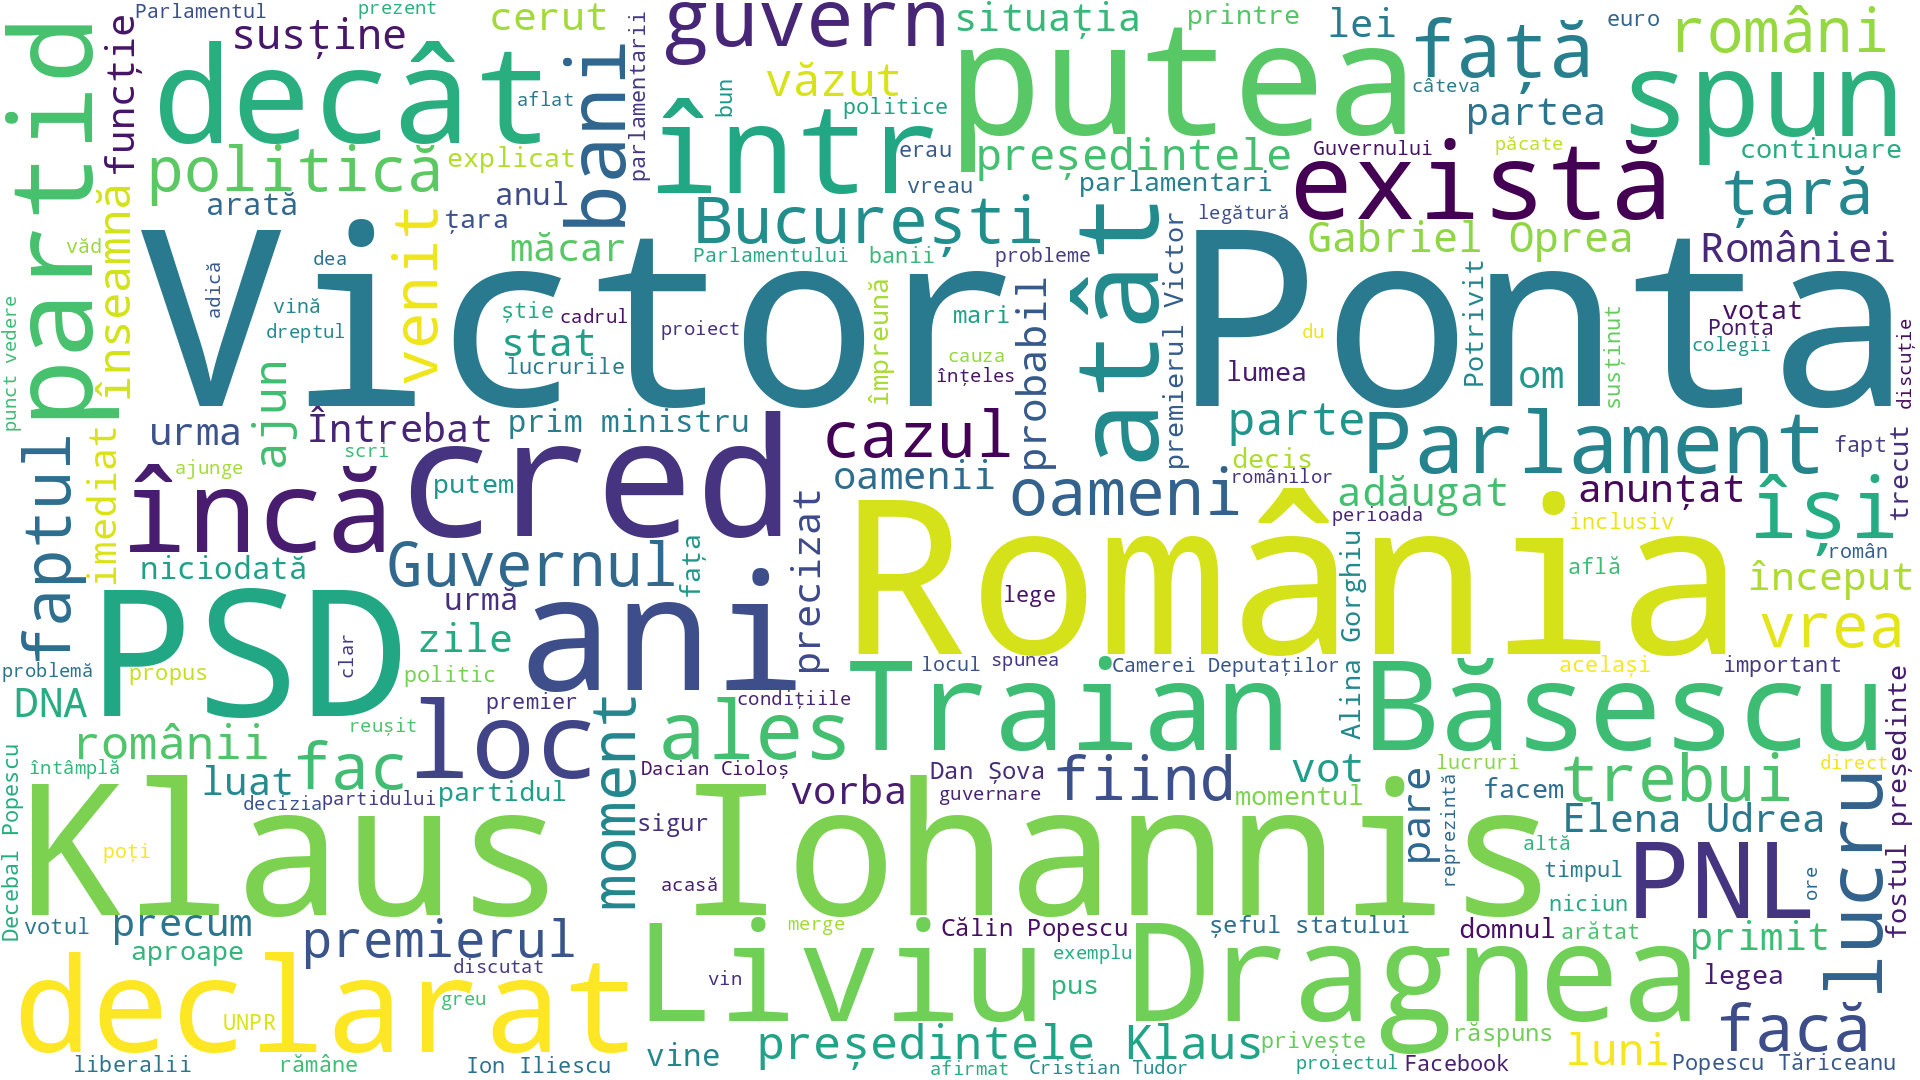 Parlamentul
prezent
cerut
guvern
situația
printre
lei
euro
români
partid
funcție
susține
decât
aflat
bani
parlamentarii
bun
văzut
politice
putea
față
câteva
partea
spun
politică
explicat
într
erau
vreau
președintele
parlamentari
există
Guvernului
păcate
continuare
țară
văd
înseamnă
arată
anul
țara
București
atât
legătură
Gabriel Oprea
României
punct vedere
adică
dea
venit
măcar
Parlamentului
banii
probleme
premierul Victor
Potrivit
Victor Ponta
vină
dreptul
știe
cadrul
stat
lucrurile
proiect
împreună
mari
cauza
înțeles
probabil
du
lumea
om
susținut
votat
Ponta
colegii
discuție
faptul
imediat
urma
ajunge
ajun
Întrebat
scri
prim ministru
cred
putem
cazul
oamenii
oameni
parte
decis
românilor
Parlament
fapt
trecut
încă
niciodată
Guvernul
urmă
fața
precizat
România
lege
perioada
adăugat
anunțat
inclusiv
își
român
află
început
vrea
problemă
PSD
propus
clar
zile
politic
ani
condițiile
locul
spunea
Camerei Deputaților
Alina Gorghiu
același
important
DNA
românii
reușit
premier
loc
moment
ales
Traian Băsescu
fostul președinte
Decebal Popescu
întâmplă
luat
fac
decizia
partidului
partidul
Dacian Cioloș
vorba
Dan Șova
guvernare
fiind
vot
momentul
pare
reprezintă
lucruri
facem
trebui
direct
lucru
Klaus Iohannis
poți
sigur
acasă
Elena Udrea
altă
timpul
niciun
PNL
ore
votul
precum
aproape
premierul
discutat
merge
Călin Popescu
exemplu
șeful statului
domnul
arătat
primit
legea
declarat
UNPR
greu
vin
Liviu Dragnea
pus
facă
liberalii
rămâne
Ion Iliescu
vine
președintele Klaus
afirmat
Cristian Tudor
privește
proiectul
răspuns
Facebook
luni
Popescu Tăriceanu